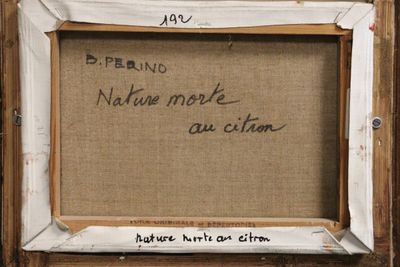 192
B. PERINO
Nature morte
au citron
nature morte au citron